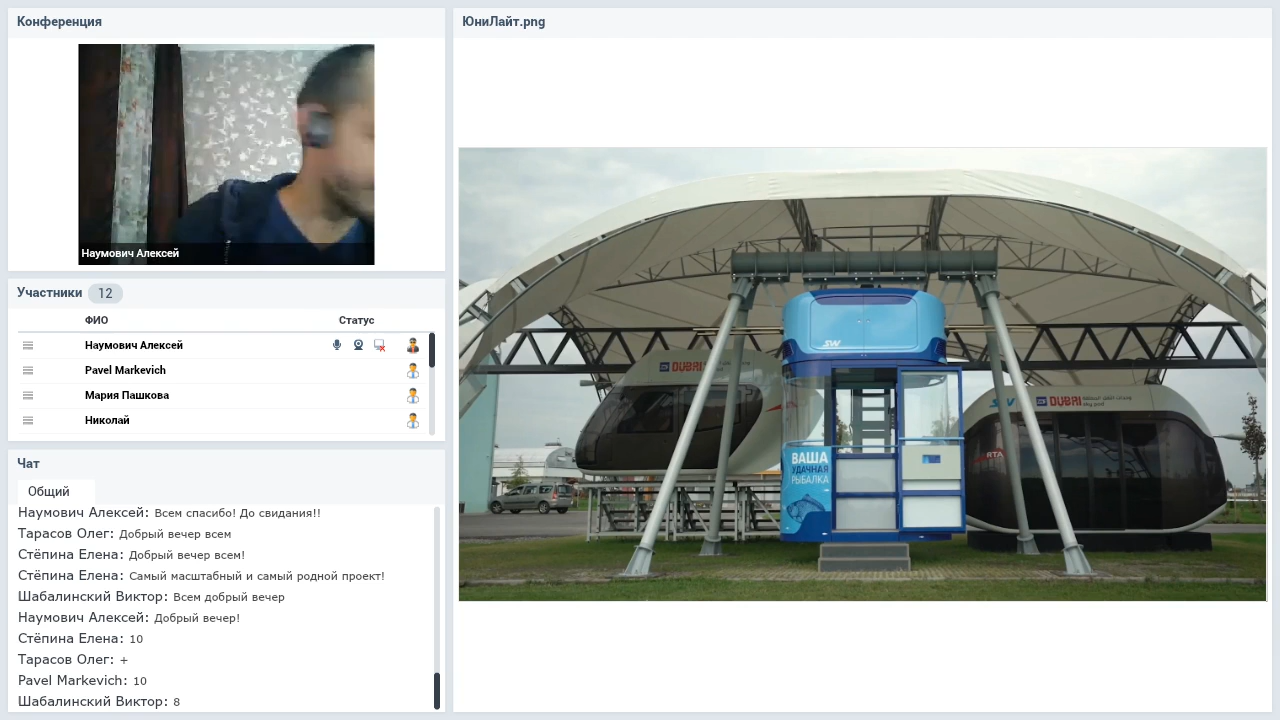 Конференция
Наумович Алексей
Участники 12
ФИО Статус
Наумович Алексей
Pavel Markevich
Мария Пашкова
Николай
Чат
Общий
Наумович Алексей: Всем спасибо! До свидания!!
Тарасов Олег: Добрый вечер всем
Стёпина Елена: Добрый вечер всем!
Стёпина Елена: Самый масштабный и самый родной проект!
Шабалинский Виктор: Всем добрый вечер
Наумович Алексей: Добрый вечер!
Стёпина Елена: 10
Тарасов Олег: +
Pavel Markevich: 10
Шабалинский Виктор: 8
ЮниЛайт.png
SW
DUBAI
DUBAI
RTA
ВАША
УДАЧНАЯ
РЫБАЛКА